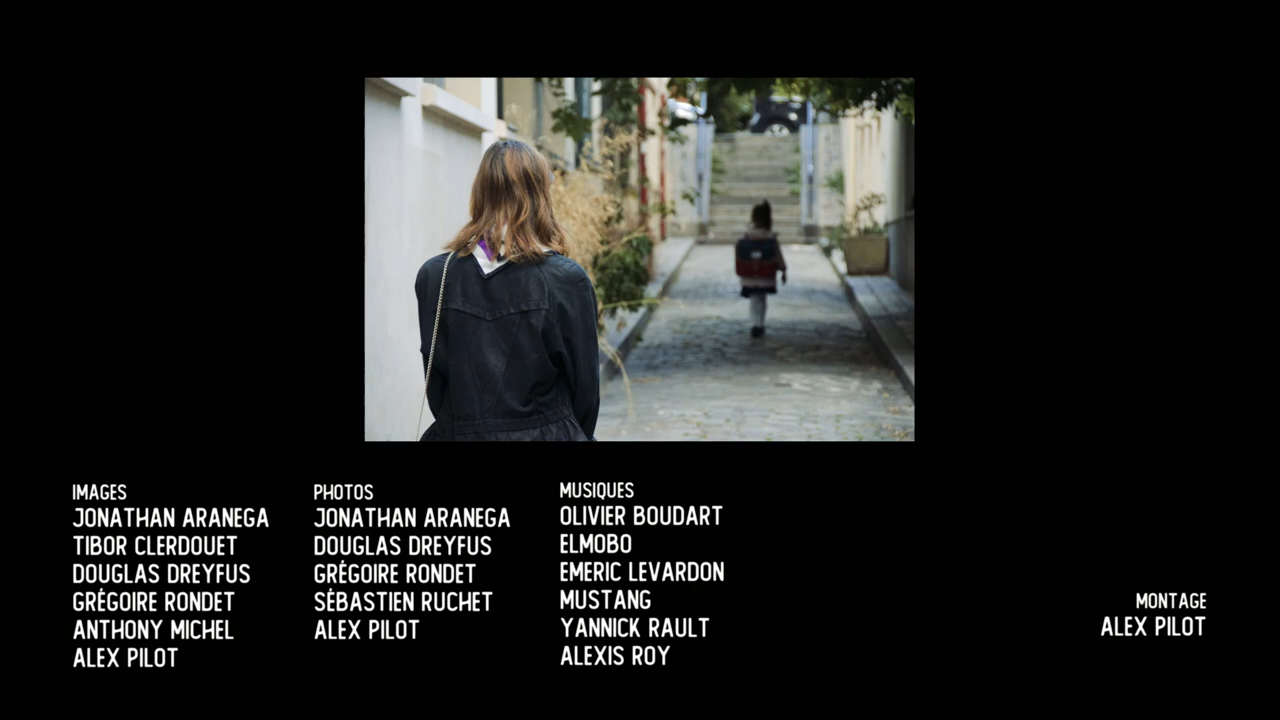 IMAGES
JONATHAN ARANEGA
TIBOR CLERDOUET
DOUGLAS DREYFUS
GRÉGOIRE RONDET
ANTHONY MICHEL
ALEX PILOT
PHOTOS
JONATHAN ARANEGA
DOUGLAS DREYFUS
GRÉGOIRE RONDET
SÉBASTIEN RUCHET
ALEX PILOT
MUSIQUES
OLIVIER BOUDART
ELMOBO
EMERIC LEVARDON
MUSTANG
YANNICK RAULT
ALEXIS ROY
MONTAGE
ALEX PILOT